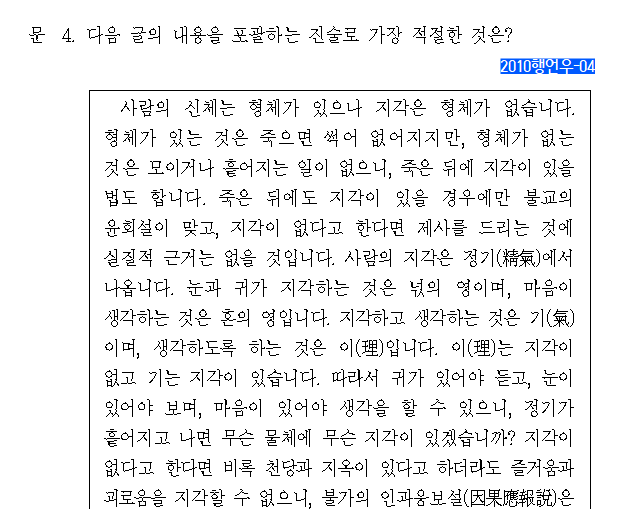 문 4. 다음 글의 내용을 포괄하는 진술로 가장 적절한 것은?
2010행언우-04
사람의 신체는 형체가 있으나 지각은 형체가 없습니다.
형체가 있는 것은 죽으면 썩어 없어지지만, 형체가 없는
것은 모이거나 흩어지는 일이 없으니, 죽은 뒤에 지각이 있을
법도 합니다. 죽은 뒤에도 지각이 있을 경우에만 불교의
윤회설이 맞고, 지각이 없다고 한다면 제사를 드리는 것에
실질적 근거는 없을 것입니다. 사람의 지각은 정기(精氣)에서
나옵니다. 눈과 귀가 지각하는 것은 넋의 영이며, 마음이
생각하는 것은 혼의 영입니다. 지각하고 생각하는 것은 기(氣)
이며, 생각하도록 하는 것은 이(理)입니다. 이(理)는 지각이
없고 기는 지각이 있습니다. 따라서 귀가 있어야 듣고, 눈이
있어야 보며, 마음이 있어야 생각을 할 수 있으니, 정기가
흩어지고 나면 무슨 물체에 무슨 지각이 있겠습니까? 지각이
없다고 한다면 비록 천당과 지옥이 있다고 하더라도 즐거움과
괴로움을 지각할 수 없으니, 불가의 인과응보설(因果應報說)은